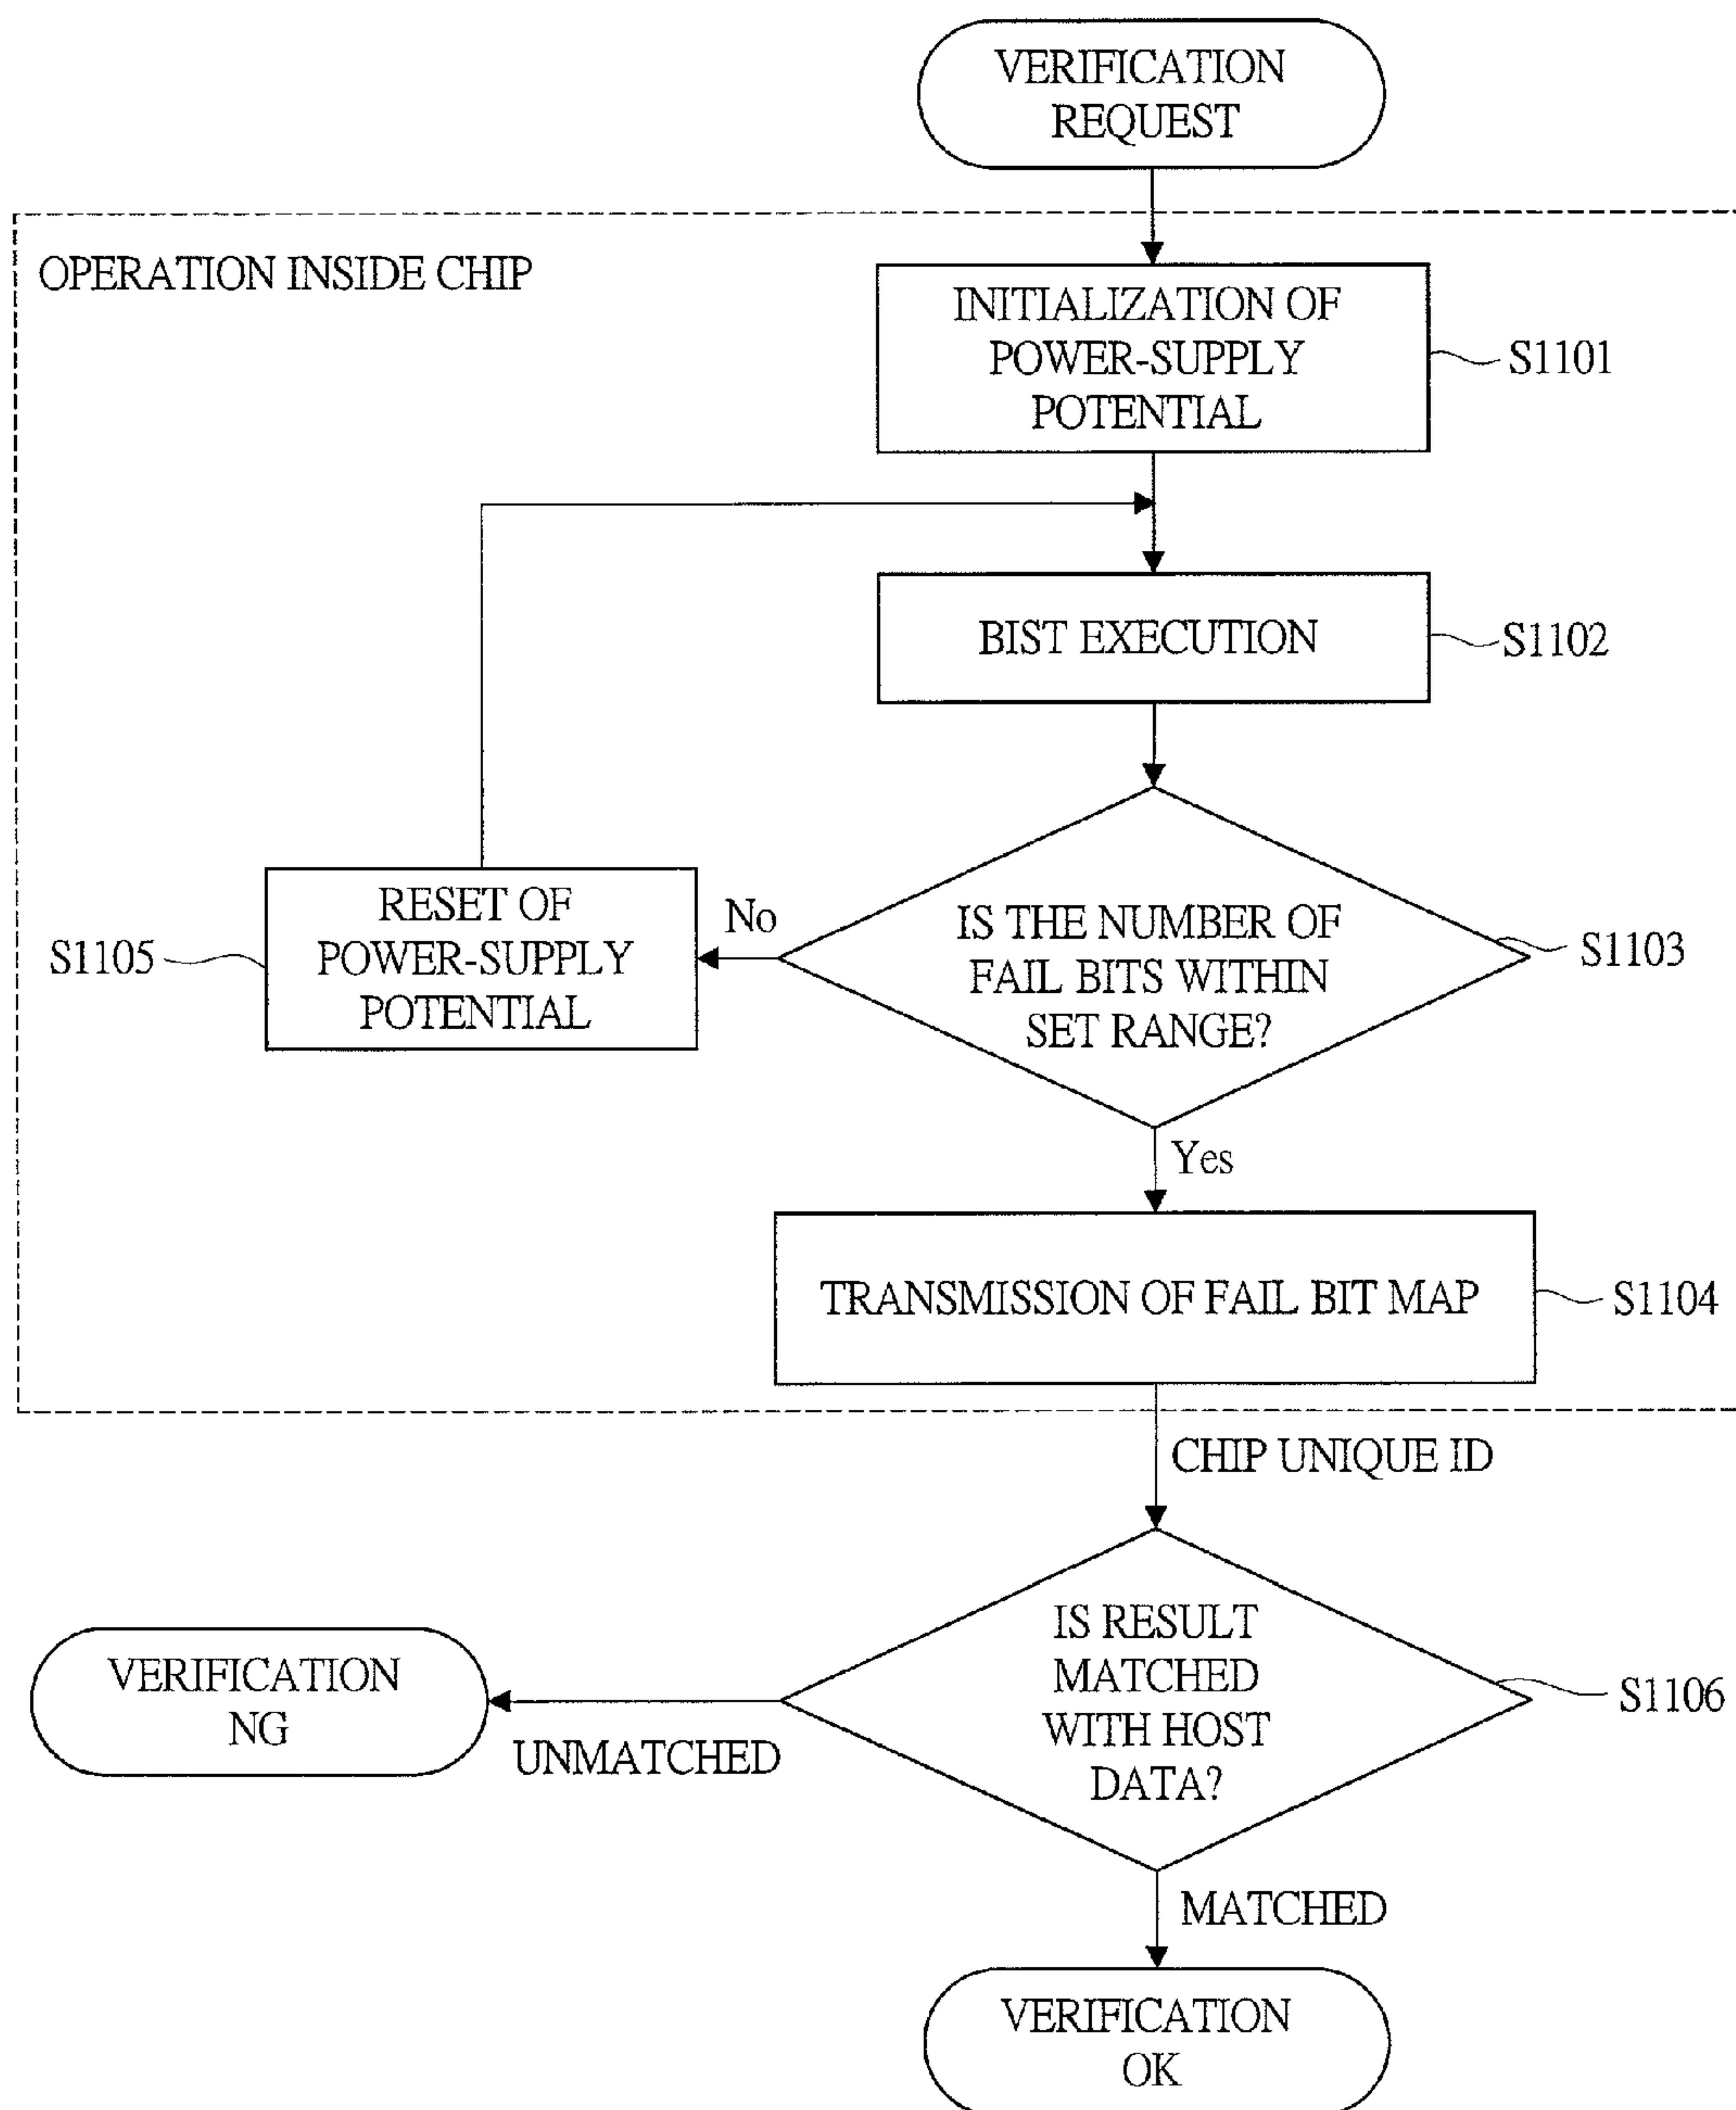 VERIFICATION
REQUEST
OPERATION INSIDE CHIP
INITIALIZATION OF
POWER-SUPPLY
POTENTIAL
S1101
BIST EXECUTION
S1102
RESET OF
POWER-SUPPLY
POTENTIAL
S1105
No
IS THE NUMBER OF
FAIL BITS WITHIN
SET RANGE?
S1103
Yes
TRANSMISSION OF FAIL BIT MAP
S1104
CHIP UNIQUE ID
IS RESULT
MATCHED
WITH HOST
DATA?
S1106
VERIFICATION
NG
UNMATCHED
MATCHED
VERIFICATION
OK